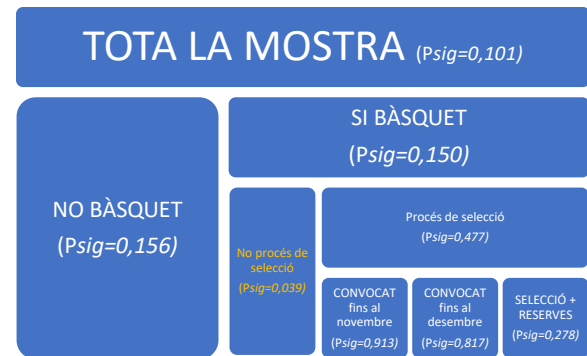 TOTA LA MOSTRA (Psig=0,101)
NO BÀSQUET
(Psig=0,156)
SI BÀSQUET
(Psig=0,150)
No procés de
selecció
(Psig=0,039)
Procés de selecció
(Psig=0,477)
CONVOCAT
fins al
novembre
(Psig=0,913)
CONVOCAT
fins al
desembre
(Psig=0,817)
SELECCIÓ +
RESERVES
(Psig=0,278)